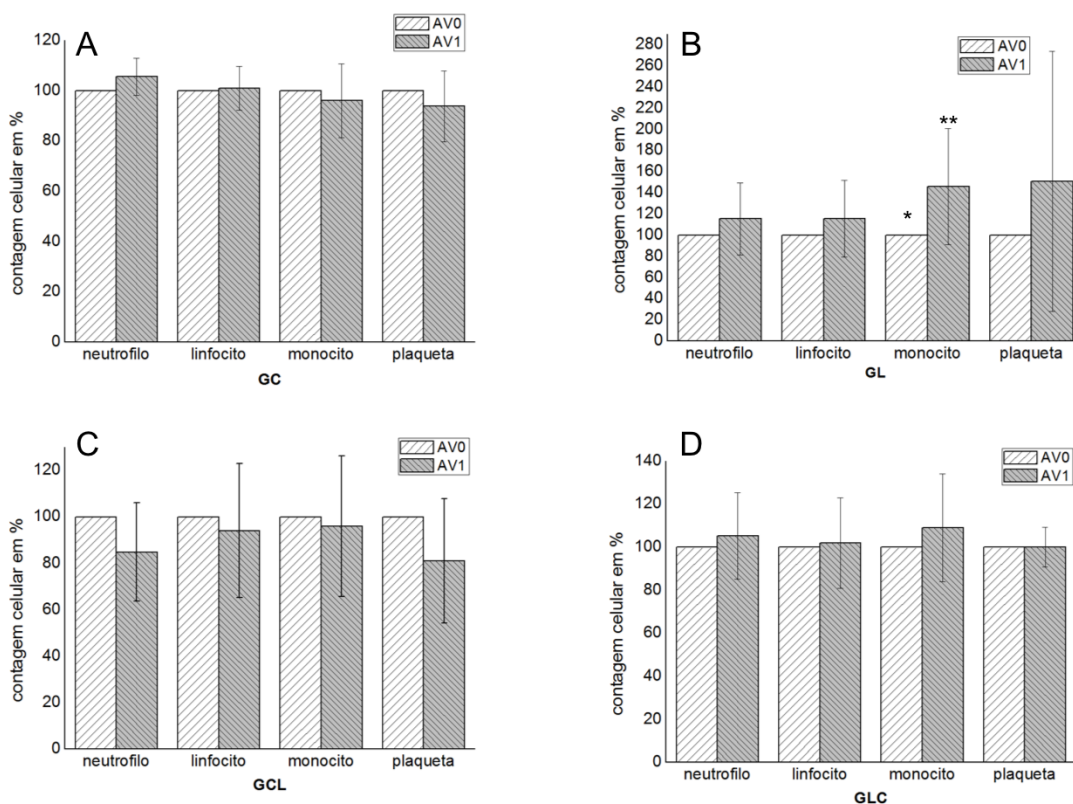 A
AV0
AV1
120
100
80
60
40
20
0
contagem celular em %
neutrofilo linfocito monocito plaqueta
GC
B
AV0
AV1
280
260
240
220
200
180
160
140
120
100
80
60
40
20
0
contagem celular em %
* **
neutrofilo linfocito monocito plaqueta
GL
C
AV0
AV1
120
100
80
60
40
20
0
contagem celular em %
neutrofilo linfocito monocito plaqueta
GCL
D
AV0
AV1
140
120
100
80
60
40
20
0
contagem celular em %
neutrofilo linfocito monocito plaqueta
GLC